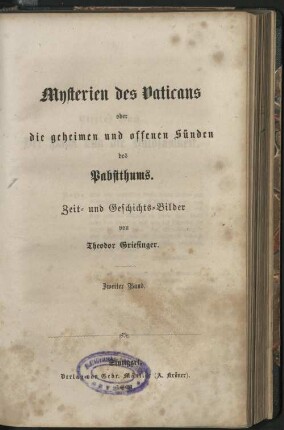 Mysterien des Vaticans
oder
die geheimen und offenen Sünden
des
Pabstthums.
Zeit- und Geschichts-Bilder
von
Theodor Griesinger.
Zweiter Band.
Stuttgart.
Verlag von Gebr. (A. Kröner).